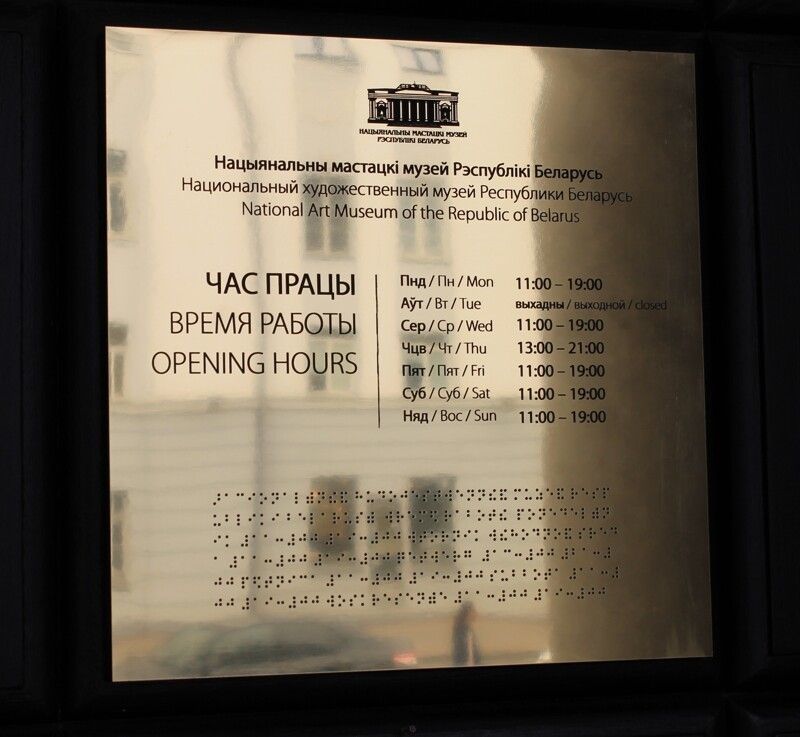 НАЦЫЯНАЛЬНЫ МАСТАЦКІ МУЗЕЙ
РЭСПУБЛІКІ БЕЛАРУСЬ
Нацыянальны мастацкі музей Рэспублікі Беларусь
Национальный художественный музей Республики Беларусь
National Art Museum of the Republic of Belarus
ЧАС ПРАЦЫ
ВРЕМЯ РАБОТЫ
OPENING HOURS
Пнд / Пн / Mon 11:00 – 19:00
Аўт / Вт / Tue выхадны / выходной / closed
Сер / Ср / Wed 11:00 – 19:00
Чцв / Чт / Thu 13:00 – 21:00
Пят / Пят / Fri 11:00 – 19:00
Суб / Суб / Sat 11:00 – 19:00
Няд / Вос / Sun 11:00 – 19:00